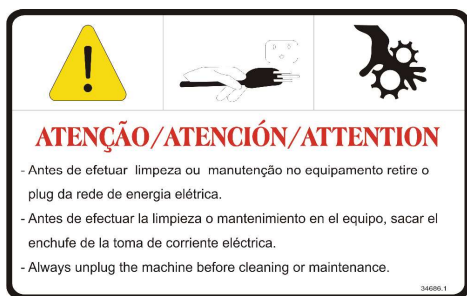 ATENÇÃO/ATENCIÓN/ATTENTION
- Antes de efetuar limpeza ou manutenção no equipamento retire o
plug da rede de energia elétrica.
- Antes de efectuar la limpieza o mantenimiento en el equipo, sacar el
enchufe de la toma de corriente eléctrica.
- Always unplug the machine before cleaning or maintenance.
34686.1